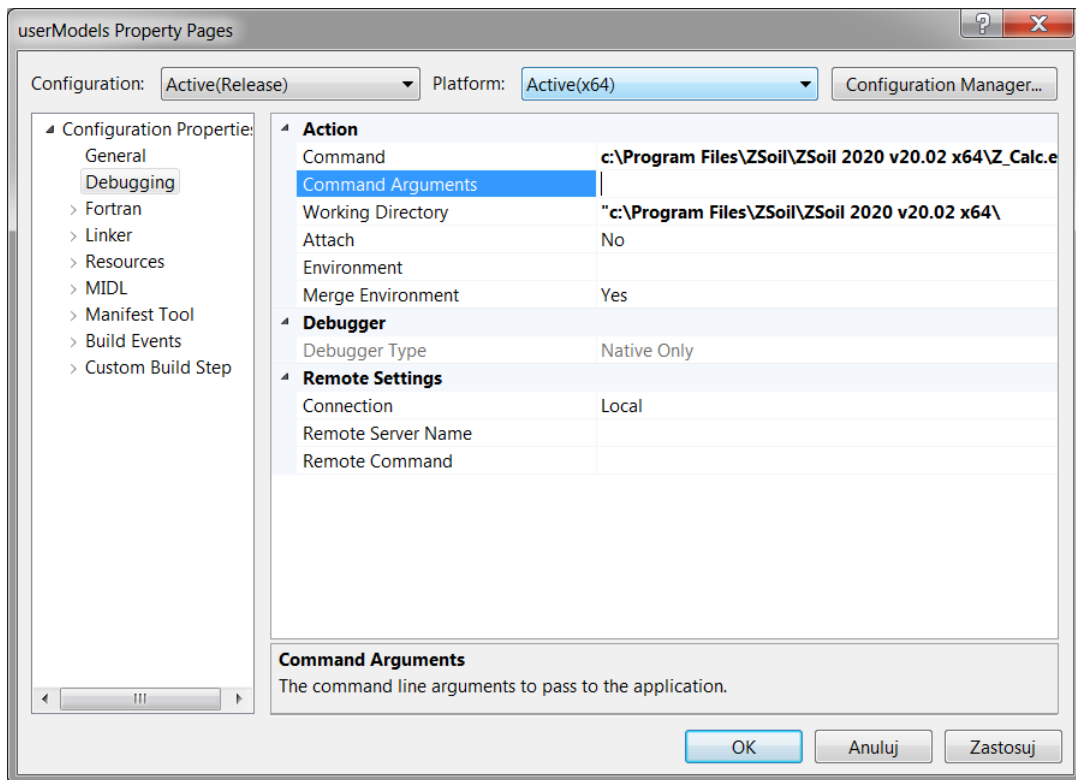 userModels Property Pages
Configuration: Active(Release) Platform: Active(x64) Configuration Manager...
Configuration Propertie
General
Debugging
Fortran
Linker
Resources
MIDL
Manifest Tool
Build Events
Custom Build Step
Action
Command c:\Program Files\ZSoil\ZSoil 2020 v20.02 x64\Z_Calc.e
Command Arguments
Working Directory "c:\Program Files\ZSoil\ZSoil 2020 v20.02 x64\
Attach No
Environment
Merge Environment Yes
Debugger
Debugger Type Native Only
Remote Settings
Connection Local
Remote Server Name
Remote Command
Command Arguments
The command line arguments to pass to the application.
OK Anuluj Zastosuj